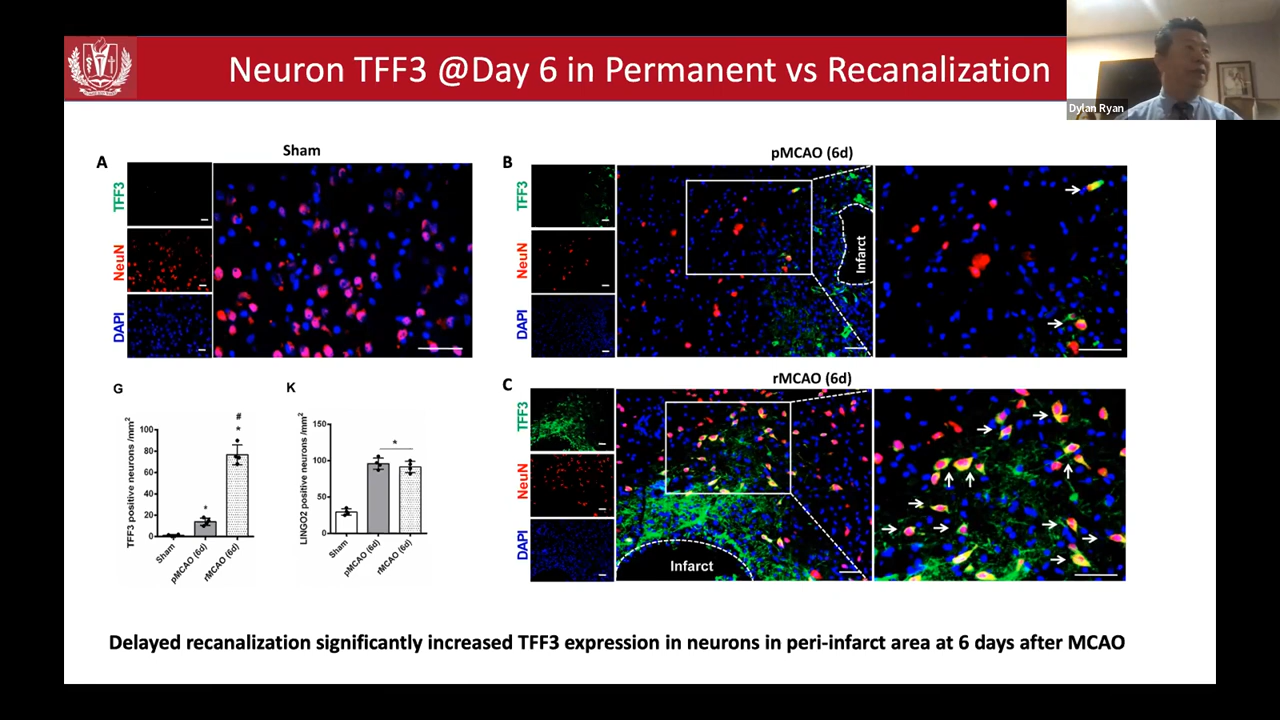 Neuron TFF3 @Day 6 in Permanent vs Recanalization
Dylan Ryan
A
Sham
TFF3
NeuN
DAPI
B
pMCAO (6d)
TFF3
NeuN
DAPI
Infarct
G
TFF3 positive neurons /mm²
100
80
60
40
20
0
#
*
*
Sham
pMCAO (6d)
rMCAO (6d)
K
LINGO2 positive neurons /mm²
150
100
50
0
*
Sham
pMCAO (6d)
rMCAO (6d)
C
rMCAO (6d)
TFF3
NeuN
DAPI
Infarct
Delayed recanalization significantly increased TFF3 expression in neurons in peri-infarct area at 6 days after MCAO